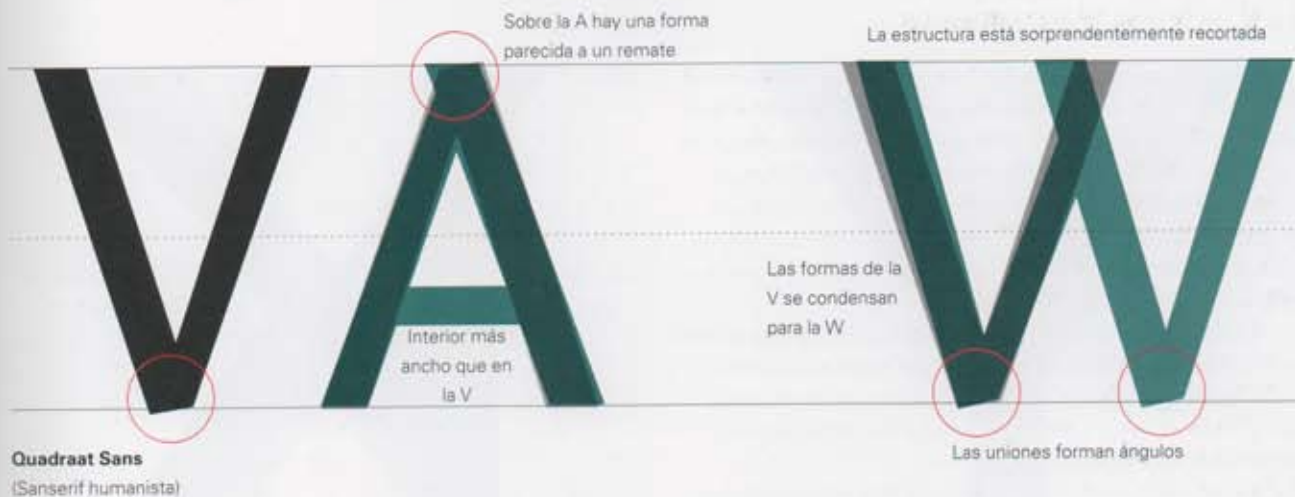 Sobre la A hay una forma
parecida a un remate
La estructura está sorprendentemente recortada
V
A
W
Las formas de la
V se condensan
para la W
Interior más
ancho que en
la V
Quadraat Sans
(Sanserif humanista)
Las uniones forman ángulos